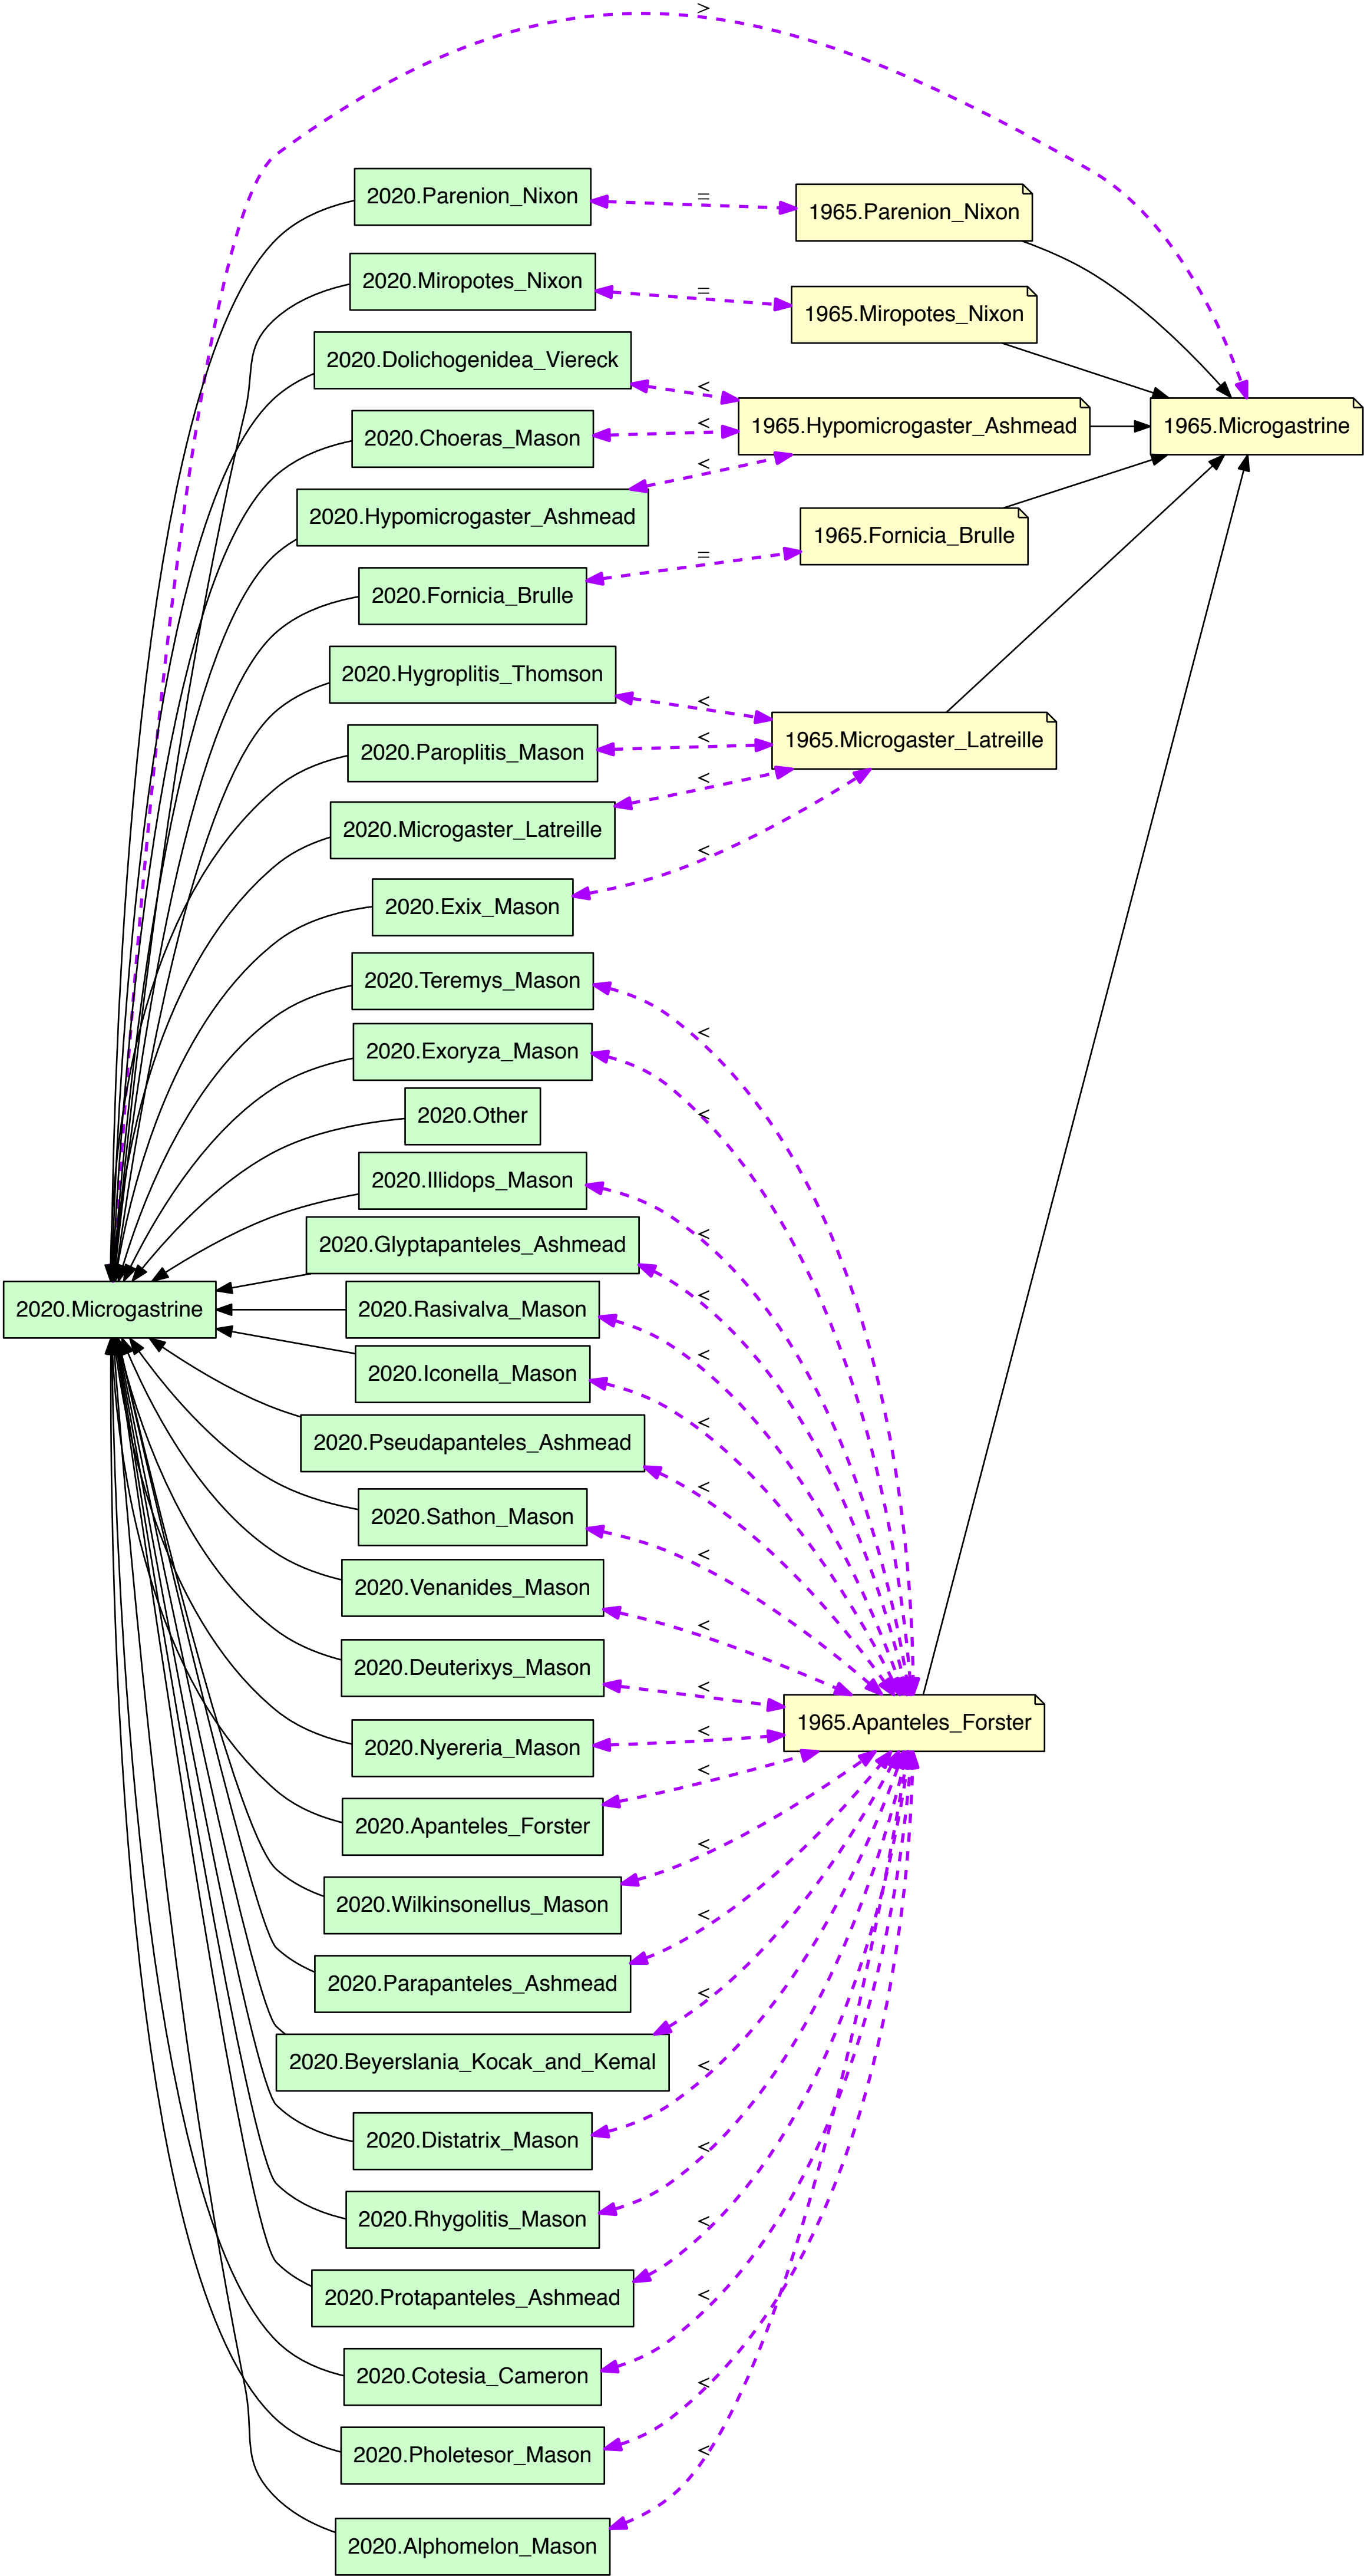 >
2020.Parenion_Nixon
=
1965.Parenion_Nixon
2020.Miropotes_Nixon
=
1965.Miropotes_Nixon
2020.Dolichogenidea_Viereck
<
2020.Choeras_Mason
<
1965.Hypomicrogaster_Ashmead
1965.Microgastrine
<
2020.Hypomicrogaster_Ashmead
1965.Fornicia_Brulle
=
2020.Fornicia_Brulle
2020.Hygroplitis_Thomson
<
2020.Paroplitis_Mason
<
1965.Microgaster_Latreille
<
2020.Microgaster_Latreille
<
2020.Exix_Mason
2020.Teremys_Mason
<
2020.Exoryza_Mason
<
2020.Other
2020.Illidops_Mason
<
2020.Glyptapanteles_Ashmead
<
2020.Microgastrine
2020.Rasivalva_Mason
<
2020.Iconella_Mason
<
2020.Pseudapanteles_Ashmead
<
2020.Sathon_Mason
<
2020.Venanides_Mason
<
2020.Deuterixys_Mason
<
1965.Apanteles_Forster
2020.Nyereria_Mason
<
<
2020.Apanteles_Forster
<
2020.Wilkinsonellus_Mason
<
2020.Parapanteles_Ashmead
<
2020.Beyerslania_Kocak_and_Kemal
<
2020.Distatrix_Mason
<
2020.Rhygolitis_Mason
<
2020.Protapanteles_Ashmead
<
2020.Cotesia_Cameron
<
2020.Pholetesor_Mason
<
2020.Alphomelon_Mason